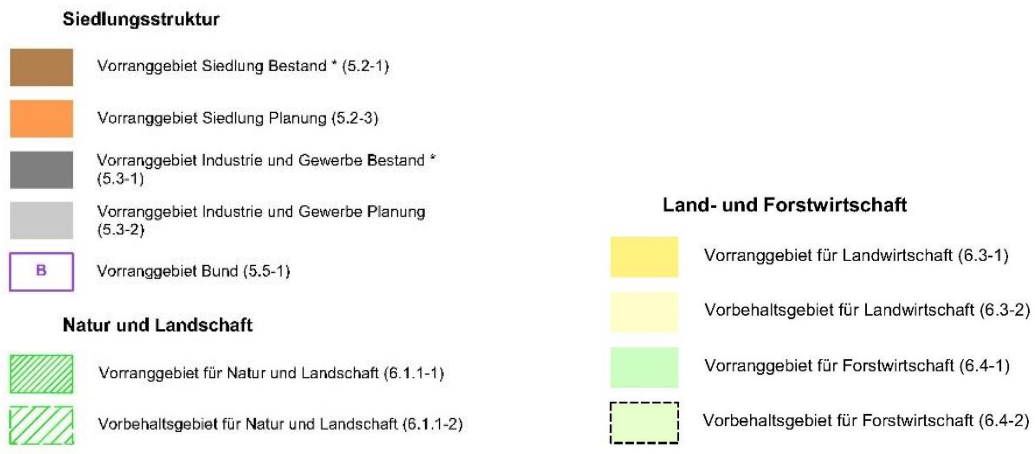 Siedlungsstruktur
Vorranggebiet Siedlung Bestand * (5.2-1)
Vorranggebiet Siedlung Planung (5.2-3)
Vorranggebiet Industrie und Gewerbe Bestand *
(5.3-1)
Vorranggebiet Industrie und Gewerbe Planung
(5.3-2)
B Vorranggebiet Bund (5.5-1)
Natur und Landschaft
Vorranggebiet für Natur und Landschaft (6.1.1-1)
Vorbehaltsgebiet für Natur und Landschaft (6.1.1-2)
Land- und Forstwirtschaft
Vorranggebiet für Landwirtschaft (6.3-1)
Vorbehaltsgebiet für Landwirtschaft (6.3-2)
Vorranggebiet für Forstwirtschaft (6.4-1)
Vorbehaltsgebiet für Forstwirtschaft (6.4-2)